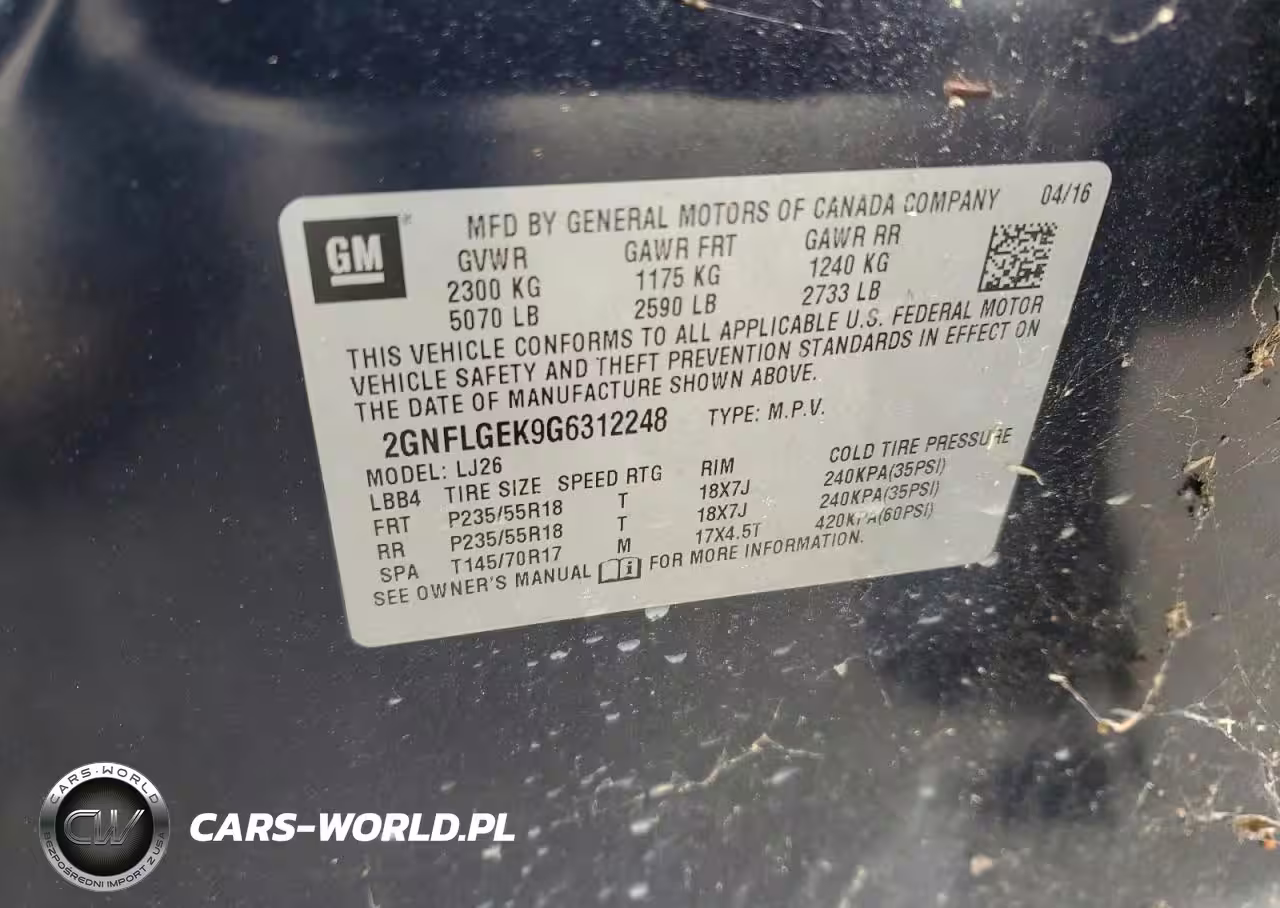 GM
MFD BY GENERAL MOTORS OF CANADA COMPANY 04/16
GVWR GAWR FRT GAWR RR
2300 KG 1175 KG 1240 KG
5070 LB 2590 LB 2733 LB
THIS VEHICLE CONFORMS TO ALL APPLICABLE U.S. FEDERAL MOTOR
VEHICLE SAFETY AND THEFT PREVENTION STANDARDS IN EFFECT ON
THE DATE OF MANUFACTURE SHOWN ABOVE.
2GNFLGEK9G6312248 TYPE: M.P.V.
MODEL: LJ26
LBB4 TIRE SIZE SPEED RTG RIM COLD TIRE PRESSURE
FRT P235/55R18 T 18X7J 240KPA(35PSI)
RR P235/55R18 T 18X7J 240KPA(35PSI)
SPA T145/70R17 M 17X4.5T 420KPA(60PSI)
SEE OWNER'S MANUAL FOR MORE INFORMATION.
CARS-WORLD
CW
BEZPOŚREDNI IMPORT Z USA
CARS-WORLD.PL